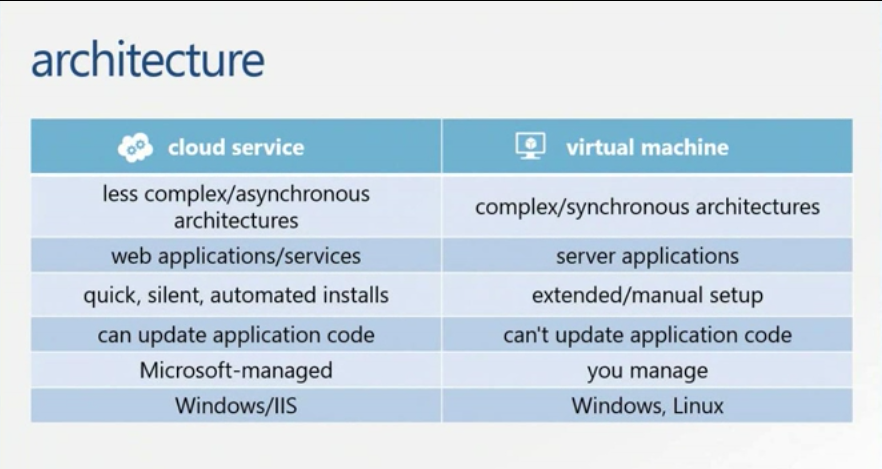 architecture
cloud service
virtual machine
less complex/asynchronous
architectures
complex/synchronous architectures
web applications/services
server applications
quick, silent, automated installs
extended/manual setup
can update application code
can't update application code
Microsoft-managed
you manage
Windows/IIS
Windows, Linux